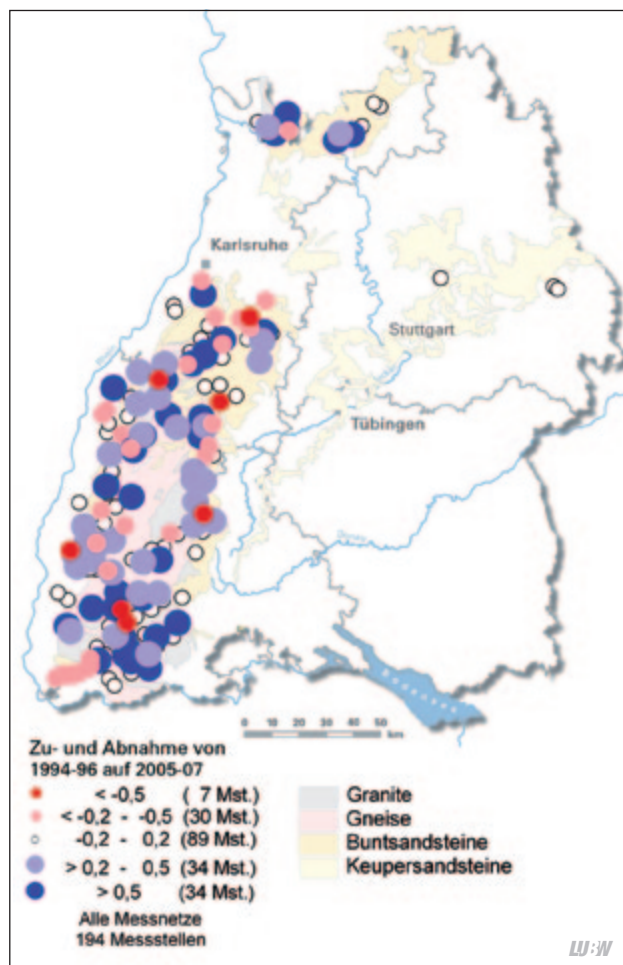 Karlsruhe
Stuttgart
Tübingen
Donau
0 10 20 30 40 50
km
Zu- und Abnahme von
1994-96 auf 2005-07
< -0,5 ( 7 Mst.)
< -0,2 - -0,5 (30 Mst.)
-0,2 - 0,2 (89 Mst.)
> 0,2 - 0,5 (34 Mst.)
> 0,5 (34 Mst.)
Alle Messnetze
194 Messstellen
Granite
Gneise
Buntsandsteine
Keupersandsteine
LUBW